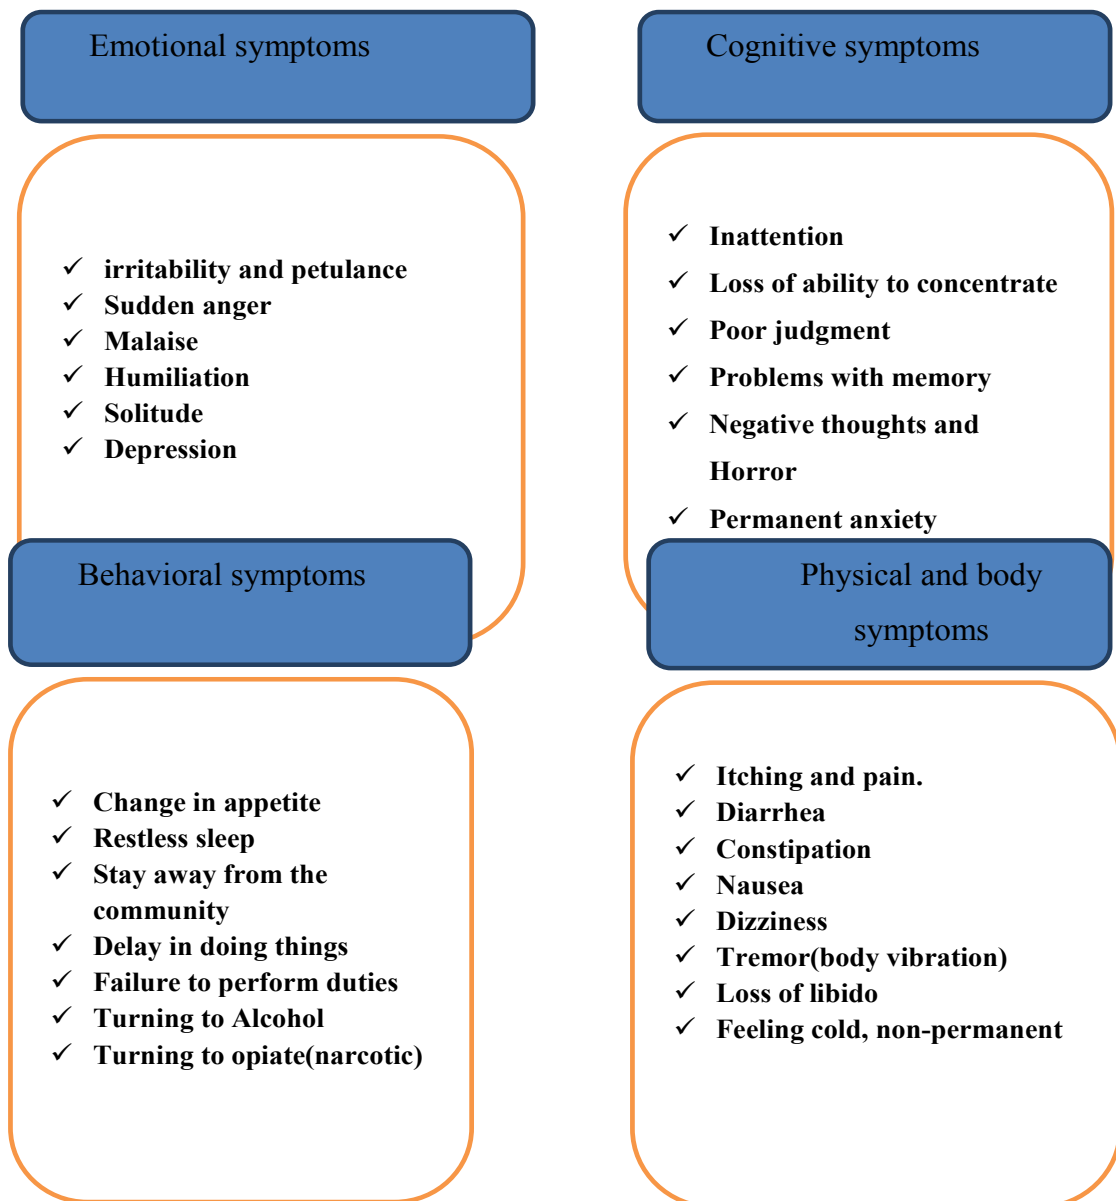 Emotional symptoms
✓ irritability and petulance
✓ Sudden anger
✓ Malaise
✓ Humiliation
✓ Solitude
✓ Depression
Cognitive symptoms
✓ Inattention
✓ Loss of ability to concentrate
✓ Poor judgment
✓ Problems with memory
✓ Negative thoughts and
Horror
✓ Permanent anxiety
Behavioral symptoms
✓ Change in appetite
✓ Restless sleep
✓ Stay away from the
community
✓ Delay in doing things
✓ Failure to perform duties
✓ Turning to Alcohol
✓ Turning to opiate(narcotic)
Physical and body
symptoms
✓ Itching and pain.
✓ Diarrhea
✓ Constipation
✓ Nausea
✓ Dizziness
✓ Tremor(body vibration)
✓ Loss of libido
✓ Feeling cold, non-permanent